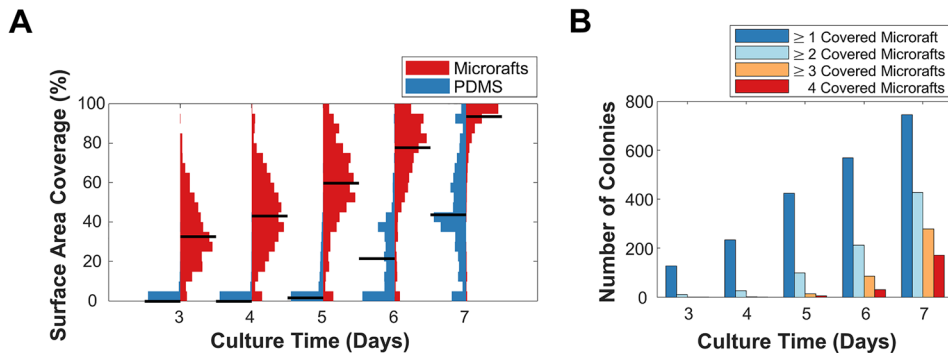 A
Microrafts
PDMS
Surface Area Coverage (%)
100
80
60
40
20
0
3 4 5 6 7
Culture Time (Days)
B
≥ 1 Covered Microraft
≥ 2 Covered Microrafts
≥ 3 Covered Microrafts
4 Covered Microrafts
Number of Colonies
800
600
400
200
0
3 4 5 6 7
Culture Time (Days)